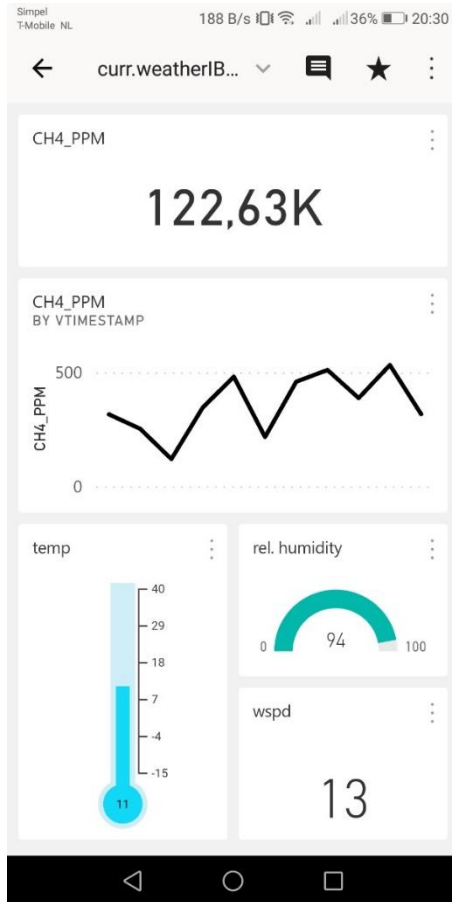 Simpel
T-Mobile NL
188 B/s 36% 20:30
curr.weatherIB...
CH4_PPM
122,63K
CH4_PPM
BY VTIMESTAMP
CH4_PPM
500
0
temp
40
29
18
7
-4
-15
11
rel. humidity
0
94
100
wspd
13